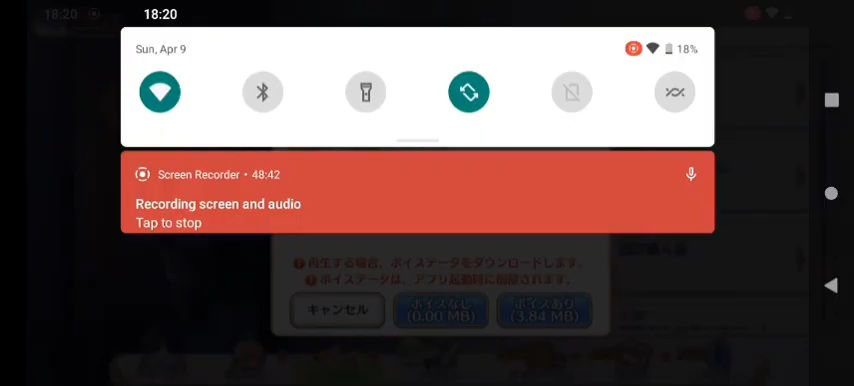 18:20
18:20
Sun, Apr 9
18%
Screen Recorder • 48:42
Recording screen and audio
Tap to stop
再生する場合、ボイスデータをダウンロードします。
ボイスデータは、アプリ起動時に削除されます。
キャンセル
ボイスなし
(0.00 MB)
ボイスあり
(3.84 MB)